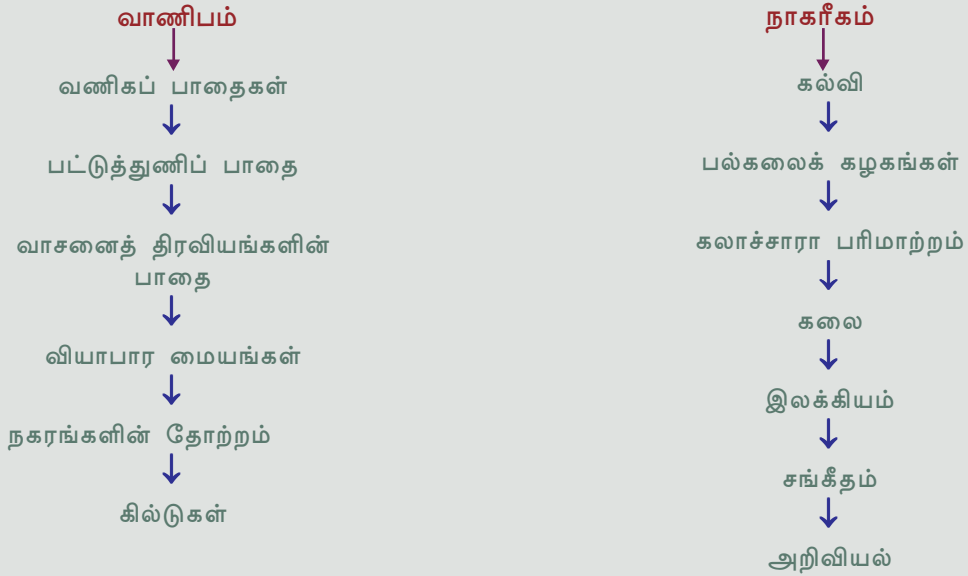 வாணிபம்
வணிகப் பாதைகள்
பட்டுத்துணிப் பாதை
வாசனைத் திரவியங்களின்
பாதை
வியாபார மையங்கள்
நகரங்களின் தோற்றம்
கில்டுகள்
நாகரீகம்
கல்வி
பல்கலைக் கழகங்கள்
கலாச்சாரா பரிமாற்றம்
கலை
இலக்கியம்
சங்கீதம்
அறிவியல்